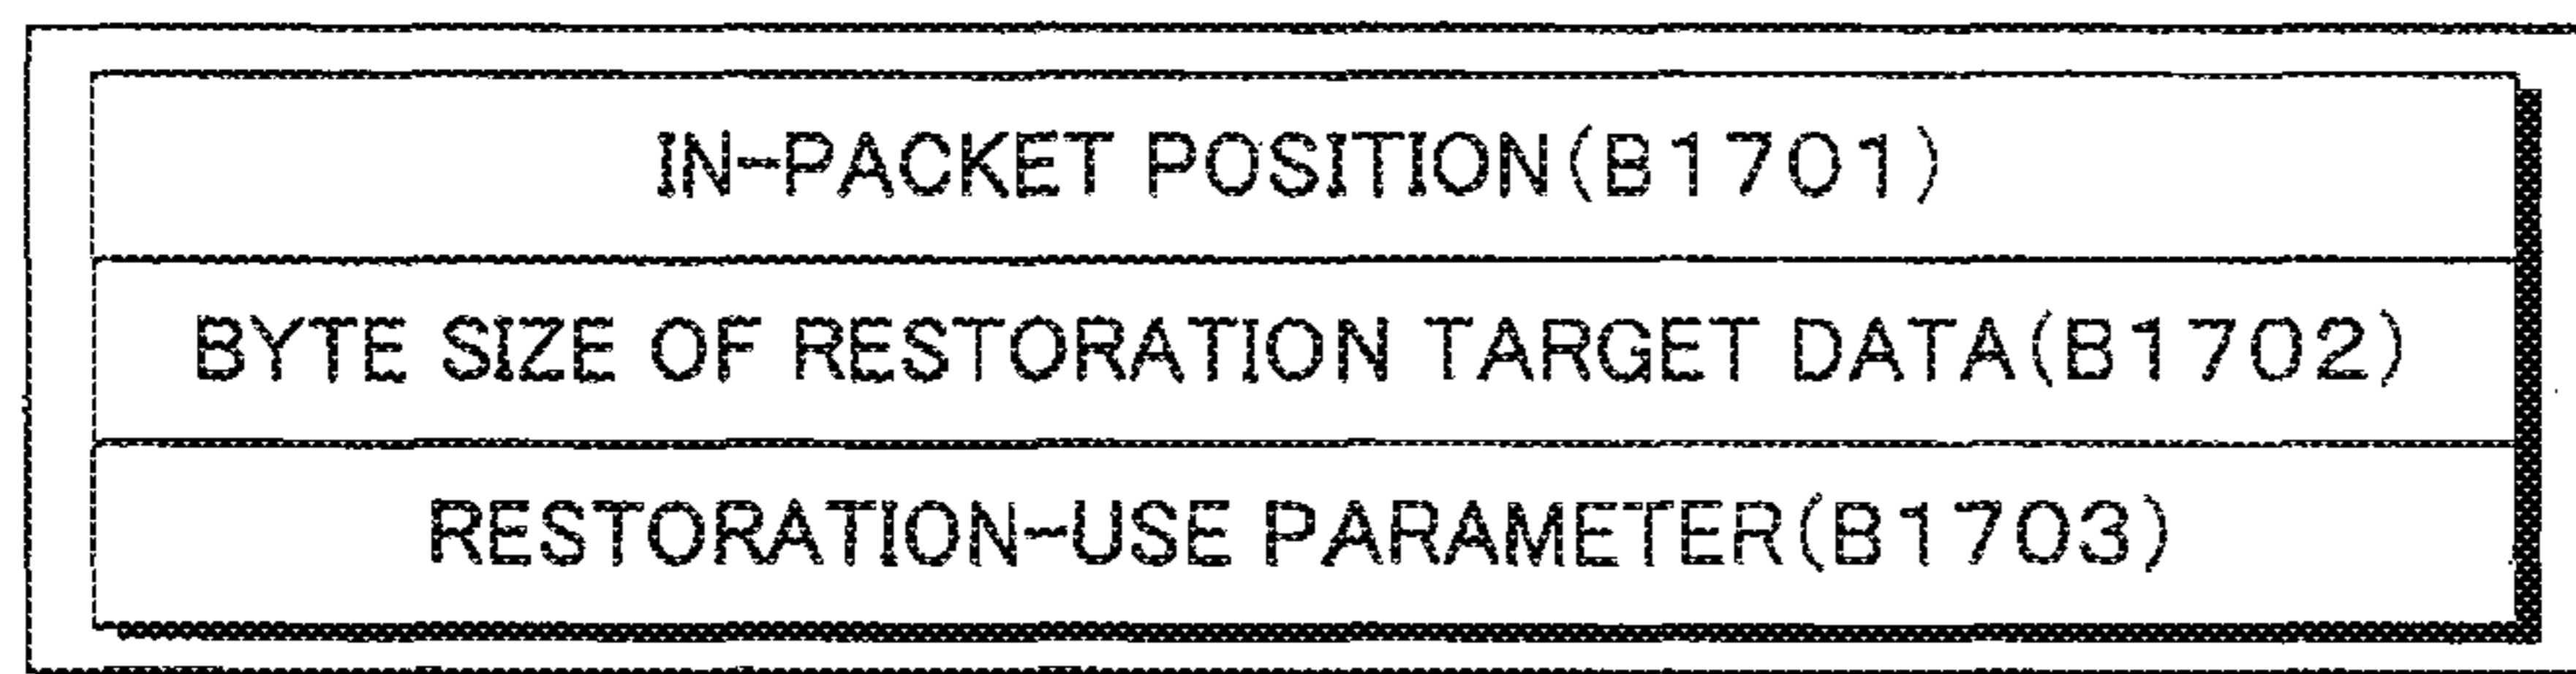 IN-PACKET POSITION(B1701)
BYTE SIZE OF RESTORATION TARGET DATA(B1702)
RESTORATION-USE PARAMETER(B1703)